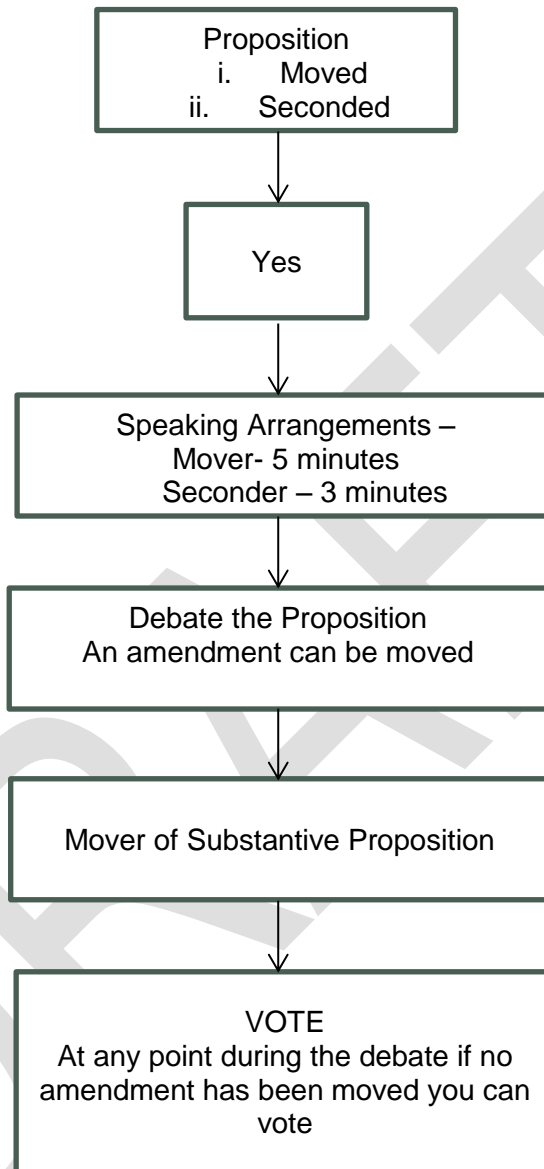 Proposition
i. Moved
ii. Seconded
Yes
Speaking Arrangements –
Mover- 5 minutes
Seconder – 3 minutes
Debate the Proposition
An amendment can be moved
Mover of Substantive Proposition
VOTE
At any point during the debate if no
amendment has been moved you can
vote